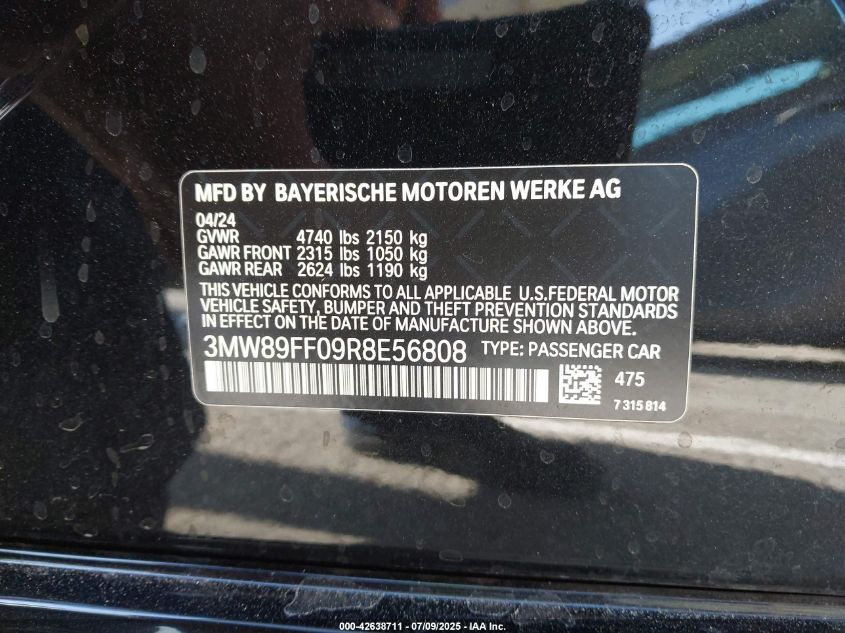 MFD BY BAYERISCHE MOTOREN WERKE AG
04/24
GVWR 4740 lbs 2150 kg
GAWR FRONT 2315 lbs 1050 kg
GAWR REAR 2624 lbs 1190 kg
THIS VEHICLE CONFORMS TO ALL APPLICABLE U.S.FEDERAL MOTOR
VEHICLE SAFETY, BUMPER AND THEFT PREVENTION STANDARDS
IN EFFECT ON THE DATE OF MANUFACTURE SHOWN ABOVE.
3MW89FF09R8E56808 TYPE: PASSENGER CAR
475
7 315 814
000-42638711 - 07/09/2025 - IAA Inc.